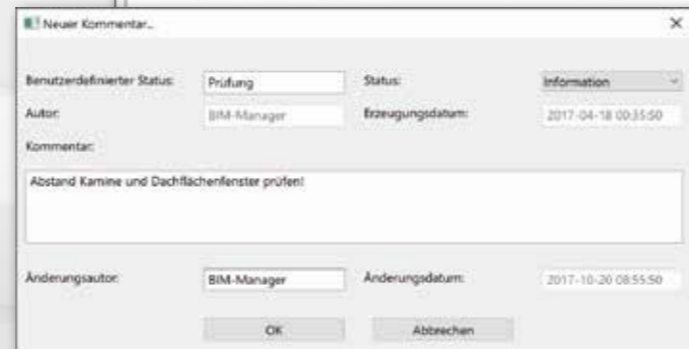 Neuer Kommentar...
Benutzerdefinierter Status: Prüfung Status: Information
Autor: BIM-Manager Erzeugungsdatum: 2017-04-18 00:35:50
Kommentar:
Abstand Kamine und Dachflächenfenster prüfen!
Änderungsautor: BIM-Manager Änderungsdatum: 2017-10-20 08:55:50
OK Abbrechen